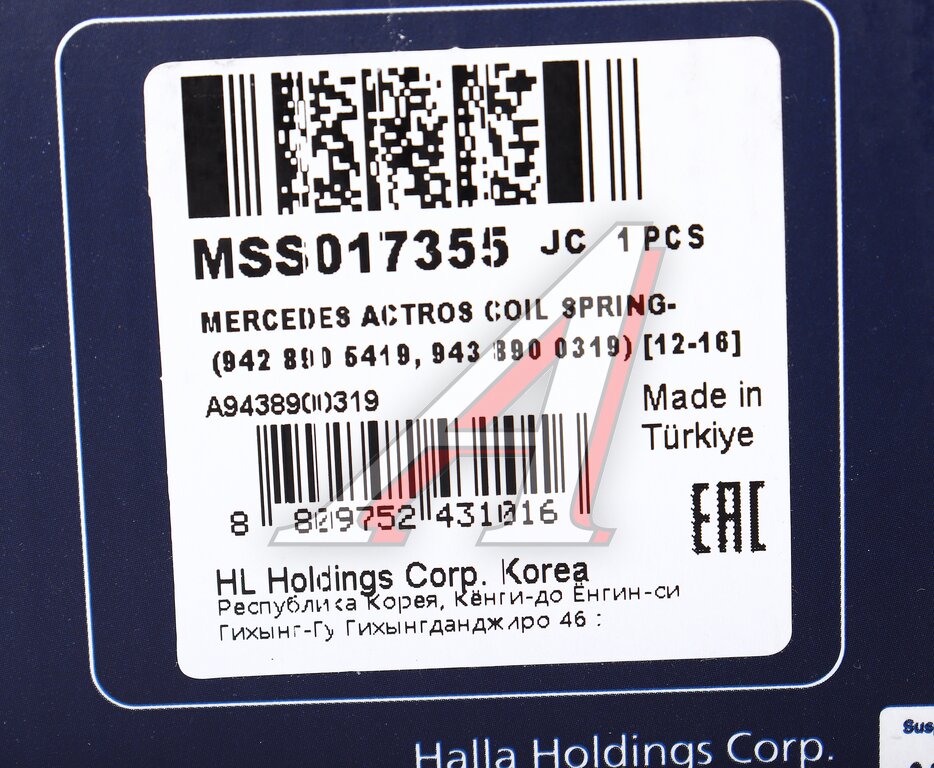 MSS017355 JC 1 PCS
MERCEDES ACTROS COIL SPRING-
(942 890 5419, 943 890 0319) [12-16]
A9438900319
Made in
Türkiye
8 809752 431016
EAC
HL Holdings Corp. Korea
Республика Корея, Кёнги-до Ёнгин-си
Гихынг-Гу Гихынгданджиро 46 :
Halla Holdings Corp.